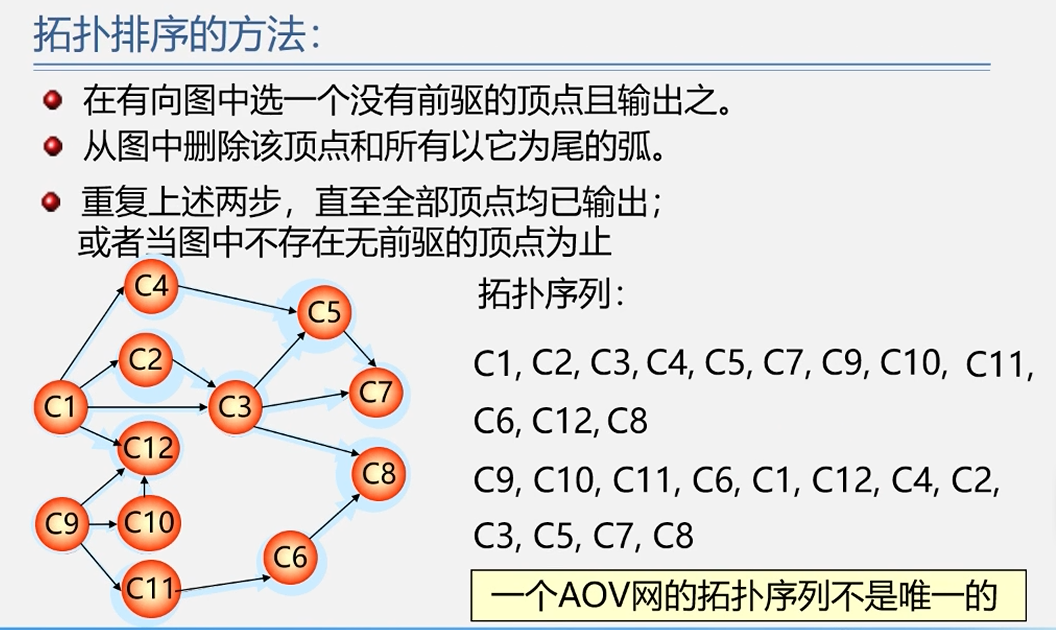 拓扑排序的方法：
在有向图中选一个没有前驱的顶点且输出之。
从图中删除该顶点和所有以它为尾的弧。
重复上述两步，直至全部顶点均已输出；
或者当图中不存在无前驱的顶点为止
C4
C5
C2
C7
C1
C3
C12
C8
C9
C10
C6
C11
拓扑序列：
C1, C2, C3, C4, C5, C7, C9, C10, C11,
C6, C12, C8
C9, C10, C11, C6, C1, C12, C4, C2,
C3, C5, C7, C8
一个AOV网的拓扑序列不是唯一的